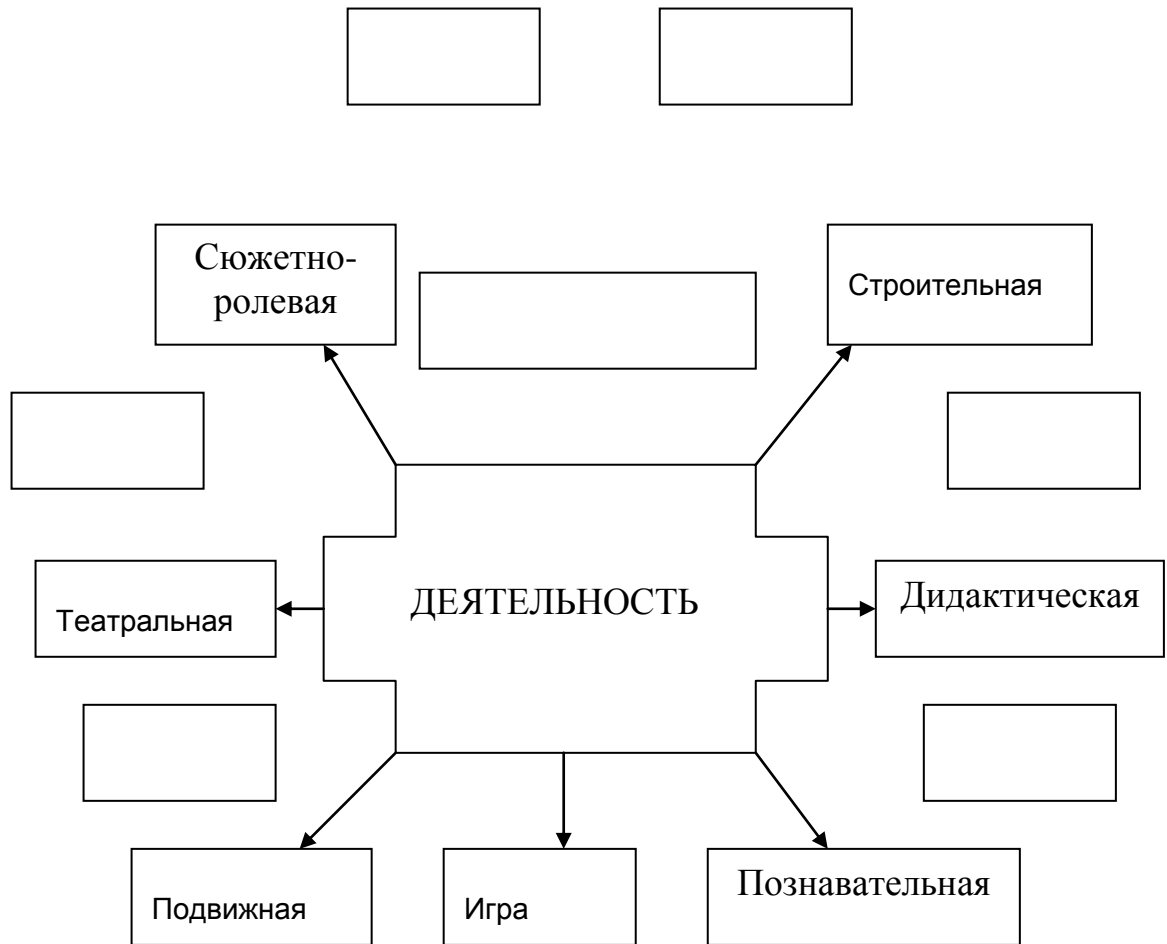 Сюжетно-
ролевая
Строительная
Театральная
ДЕЯТЕЛЬНОСТЬ
Дидактическая
Подвижная
Игра
Познавательная